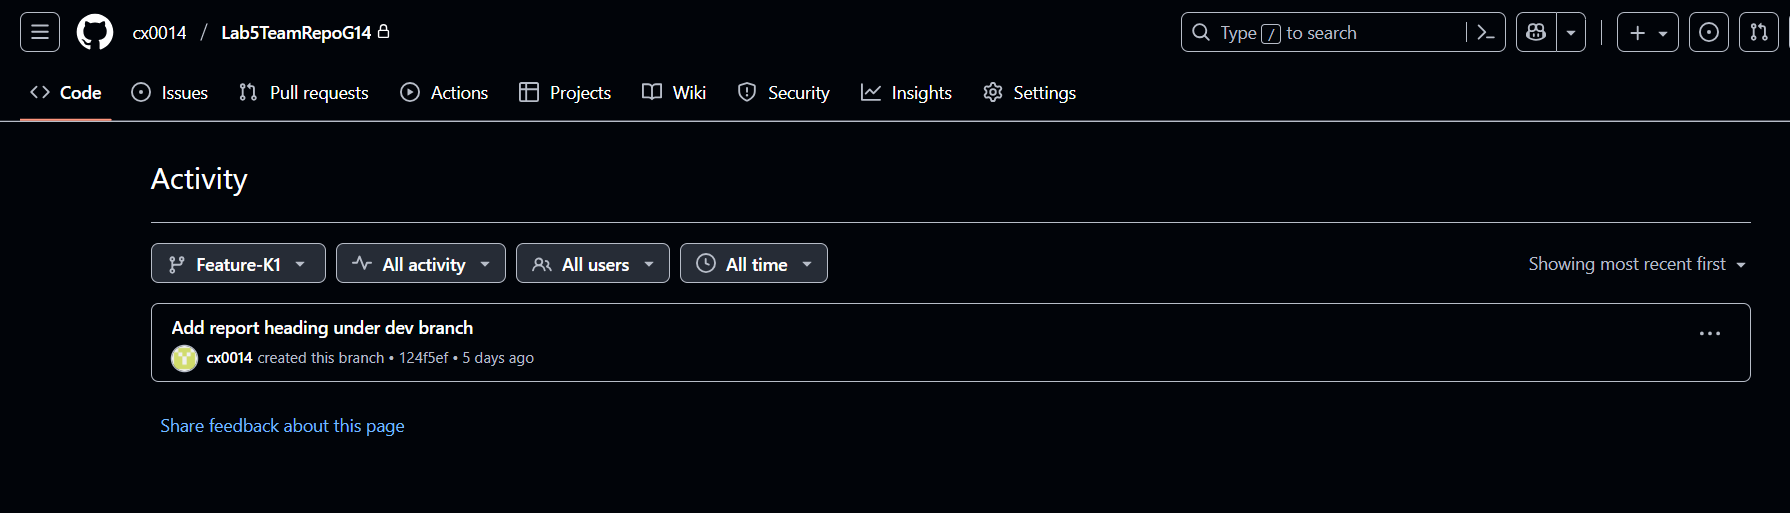 cx0014 / Lab5TeamRepoG14
Type / to search
Code Issues Pull requests Actions Projects Wiki Security Insights Settings
Activity
Feature-K1 All activity All users All time Showing most recent first
Add report heading under dev branch
cx0014 created this branch • 124f5ef • 5 days ago
Share feedback about this page